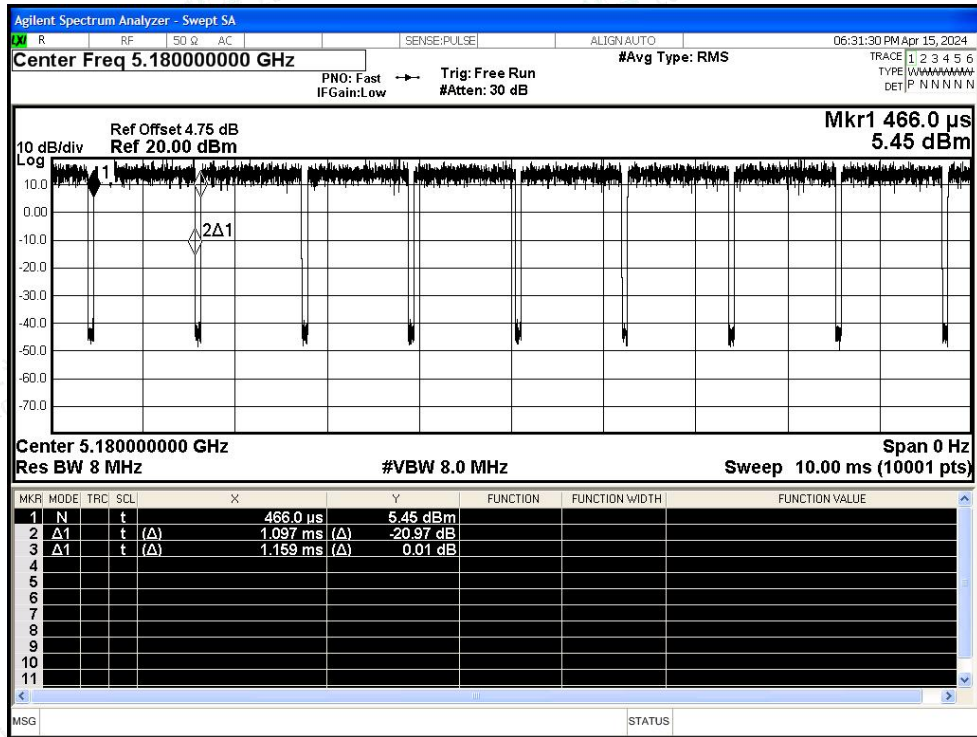 Agilent Spectrum Analyzer - Swept SA
LXI R RF 50 Ω AC SENSE:PULSE ALIGN AUTO 06:31:30 PM Apr 15, 2024
Center Freq 5.180000000 GHz #Avg Type: RMS TRACE 1 2 3 4 5 6
PNO: Fast Trig: Free Run TYPE WWWWWW
IFGain:Low #Atten: 30 dB DET P N N N N N
Mkr1 466.0 µs
Ref Offset 4.75 dB
10 dB/div Ref 20.00 dBm 5.45 dBm
Log
1
10.0
0.00
2Δ1
-10.0
-20.0
-30.0
-40.0
-50.0
-60.0
-70.0
Center 5.180000000 GHz Span 0 Hz
Res BW 8 MHz #VBW 8.0 MHz Sweep 10.00 ms (10001 pts)
MKR MODE TRC SCL X Y FUNCTION FUNCTION WIDTH FUNCTION VALUE
1 N t 466.0 µs 5.45 dBm
2 Δ1 t (Δ) 1.097 ms (Δ) -20.97 dB
3 Δ1 t (Δ) 1.159 ms (Δ) 0.01 dB
4
5
6
7
8
9
10
11
MSG STATUS